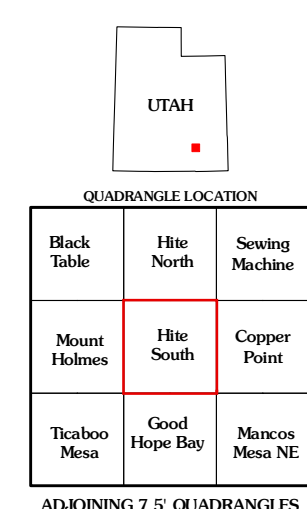 UTAH
QUADRANGLE LOCATION
Black Table
Hite North
Sewing Machine
Mount Holmes
Hite South
Copper Point
Ticaboo Mesa
Good Hope Bay
Mancos Mesa NE
ADJOINING 7.5' QUADRANGLES